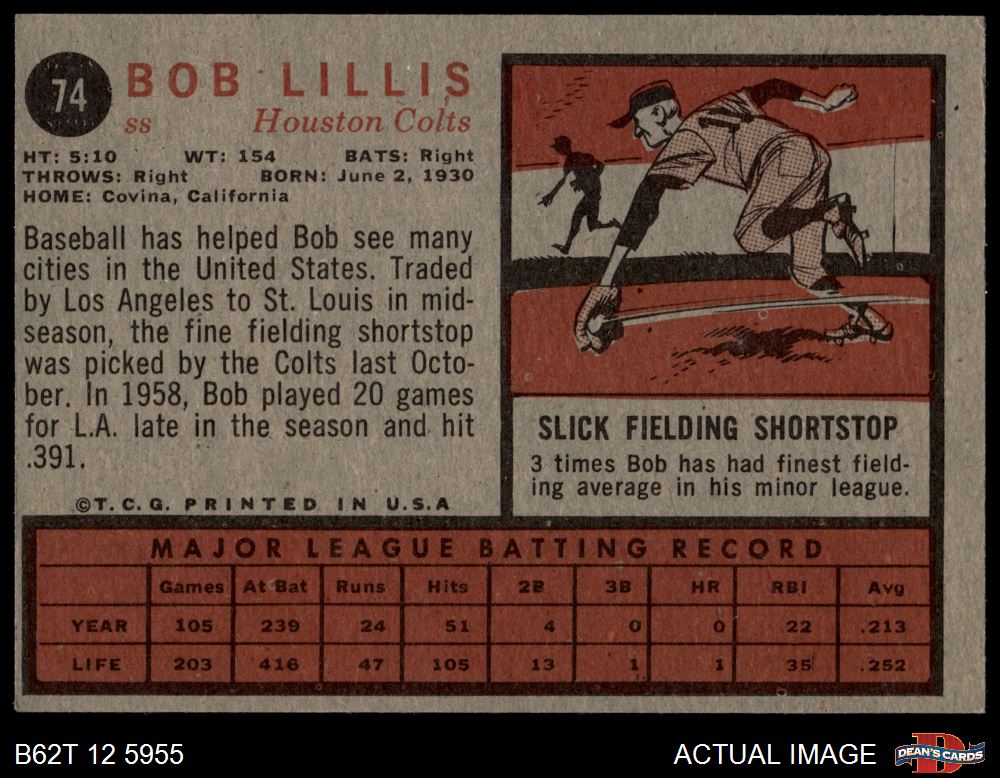 74
BOB LILLIS
ss Houston Colts
HT: 5:10 WT: 154 BATS: Right
THROWS: Right BORN: June 2, 1930
HOME: Covina, California
Baseball has helped Bob see many
cities in the United States. Traded
by Los Angeles to St. Louis in mid-
season, the fine fielding shortstop
was picked by the Colts last Octo-
ber. In 1958, Bob played 20 games
for L.A. late in the season and hit
.391.
©T.C.G. PRINTED IN U.S.A
SLICK FIELDING SHORTSTOP
3 times Bob has had finest field-
ing average in his minor league.
MAJOR LEAGUE BATTING RECORD
Games At Bat Runs Hits 2B 3B HR RBI Avg
YEAR 105 239 24 51 4 0 0 22 .213
LIFE 203 416 47 105 13 1 1 35 .252
B62T 12 5955
ACTUAL IMAGE
DEAN'S CARDS